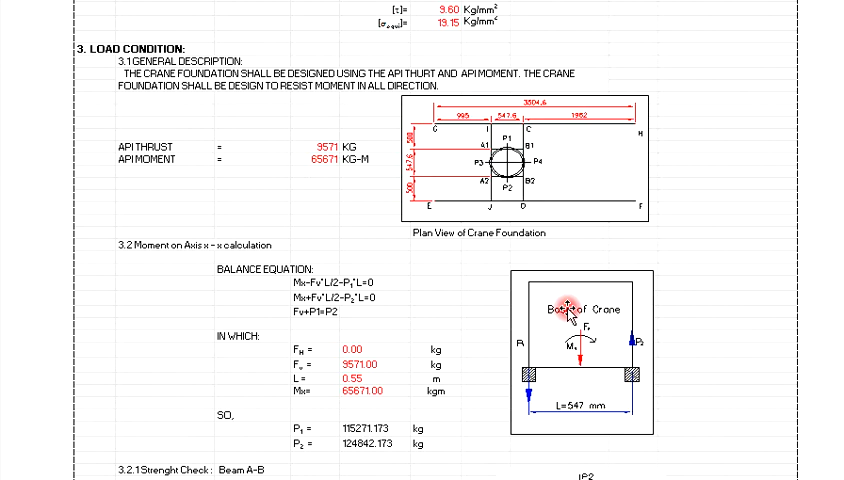 [τ]= 9.60 Kg/mm²
[σequi]= 19.15 Kg/mm²
3. LOAD CONDITION:
3.1 GENERAL DESCRIPTION:
THE CRANE FOUNDATION SHALL BE DESIGNED USING THE API THURT AND API MOMENT. THE CRANE
FOUNDATION SHALL BE DESIGN TO RESIST MOMENT IN ALL DIRECTION.
3504.6
995 547.6 1952
G I C H
500 A1 P1 B1
API THRUST = 9571 KG
API MOMENT = 65671 KG-M
547.6 P3 P4
500 A2 P2 B2
E J D F
Plan View of Crane Foundation
3.2 Moment on Axis x - x calculation
BALANCE EQUATION:
Mx-Fv*L/2-P₁*L=0
Mx+Fv*L/2-P₂*L=0
Fv+P1=P2
of Crane
IN WHICH:
FH = 0.00 kg
Fv = 9571.00 kg
L = 0.55 m
Mx= 65671.00 kgm
L=547 mm
SO,
P₁ = 115271.173 kg
P₂ = 124842.173 kg
3.2.1 Strenght Check : Beam A-B
P2